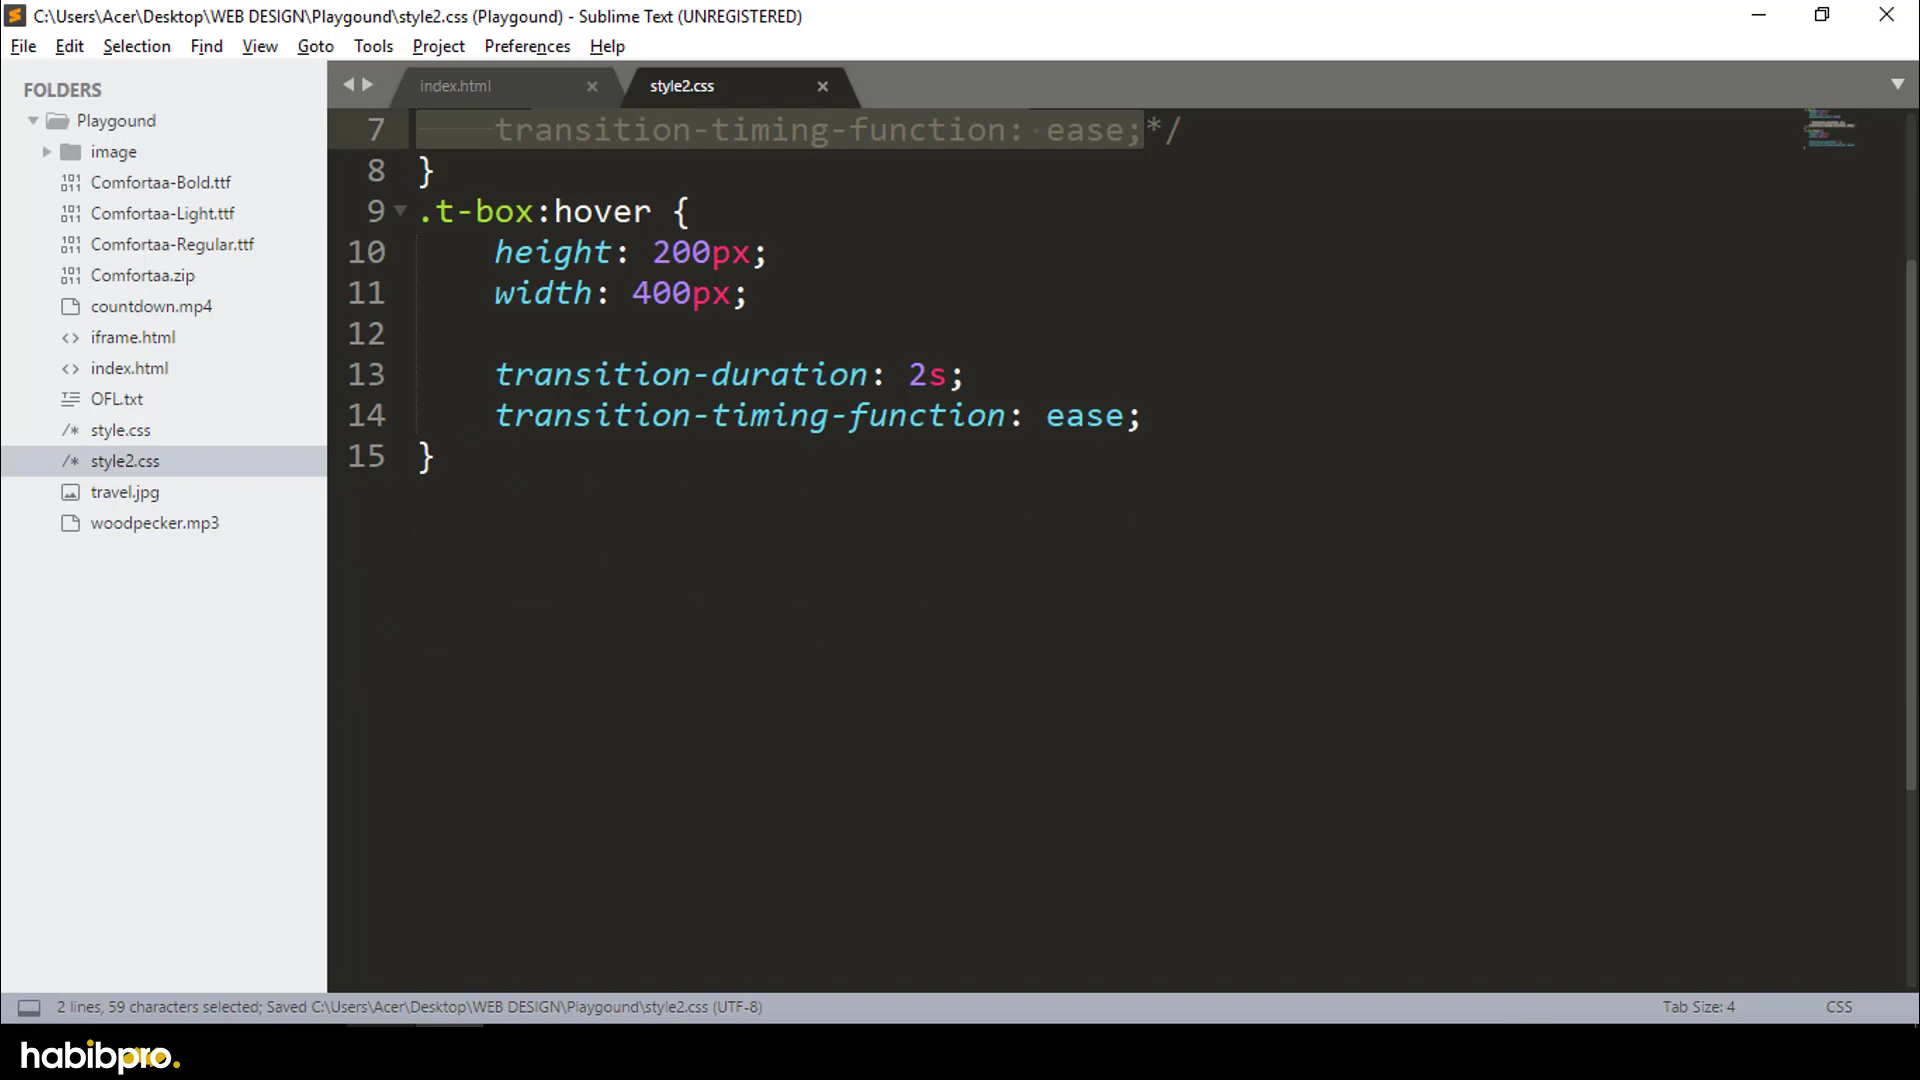 C:\Users\Acer\Desktop\WEB DESIGN\Playgound\style2.css (Playgound) - Sublime Text (UNREGISTERED)
File Edit Selection Find View Goto Tools Project Preferences Help
FOLDERS
Playgound
image
Comfortaa-Bold.ttf
Comfortaa-Light.ttf
Comfortaa-Regular.ttf
Comfortaa.zip
countdown.mp4
iframe.html
index.html
OFL.txt
style.css
style2.css
travel.jpg
woodpecker.mp3
index.html × style2.css ×
7 transition-timing-function: ease;*/
8 }
9 .t-box:hover {
10 height: 200px;
11 width: 400px;
12
13 transition-duration: 2s;
14 transition-timing-function: ease;
15 }
2 lines, 59 characters selected; Saved C:\Users\Acer\Desktop\WEB DESIGN\Playgound\style2.css (UTF-8) Tab Size: 4 CSS
habibpro.